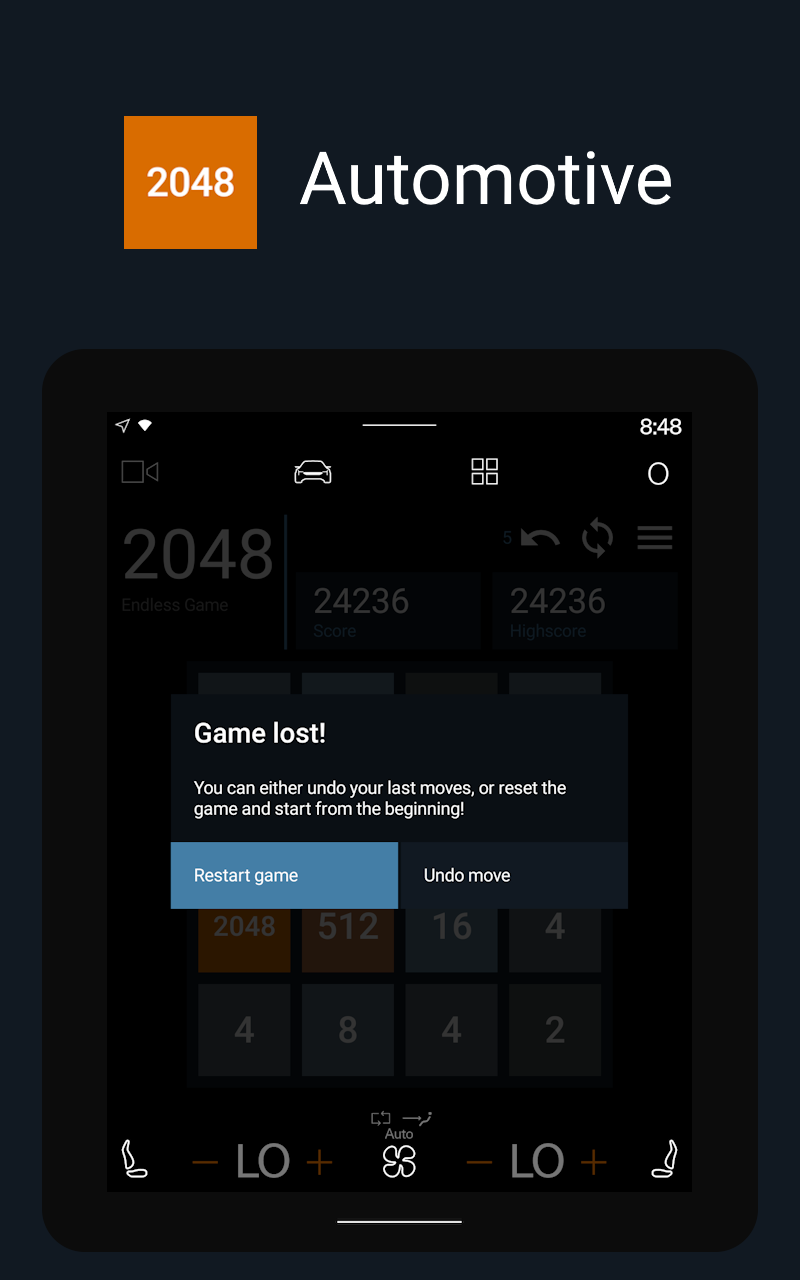 2048
Automotive
8:48
2048
5
Endless Game
24236
24236
Score
Highscore
Game lost!
You can either undo your last moves, or reset the
game and start from the beginning!
Restart game
Undo move
2048
512
16
4
4
8
4
2
Auto
LO
LO